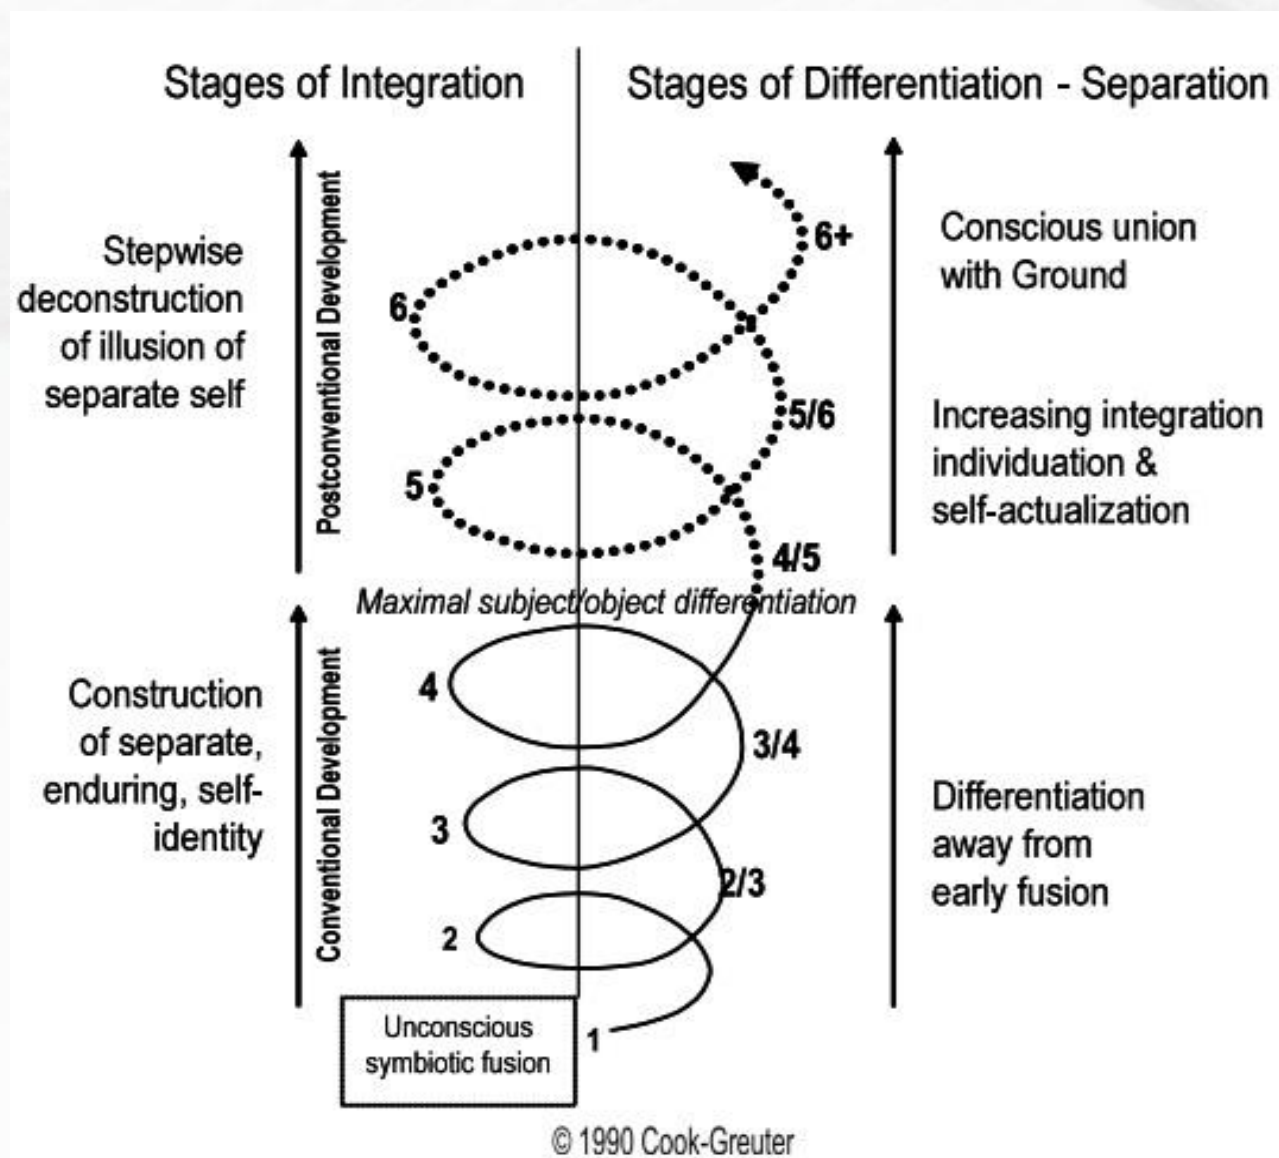 Stages of Integration
Stages of Differentiation - Separation
Stepwise
deconstruction
of illusion of
separate self
Postconventional Development
6
5
6+
5/6
4/5
Conscious union
with Ground
Increasing integration
individuation &
self-actualization
Maximal subject/object differentiation
Construction
of separate,
enduring, self-
identity
Conventional Development
4
3
2
3/4
2/3
1
Differentiation
away from
early fusion
Unconscious
symbiotic fusion
© 1990 Cook-Greuter